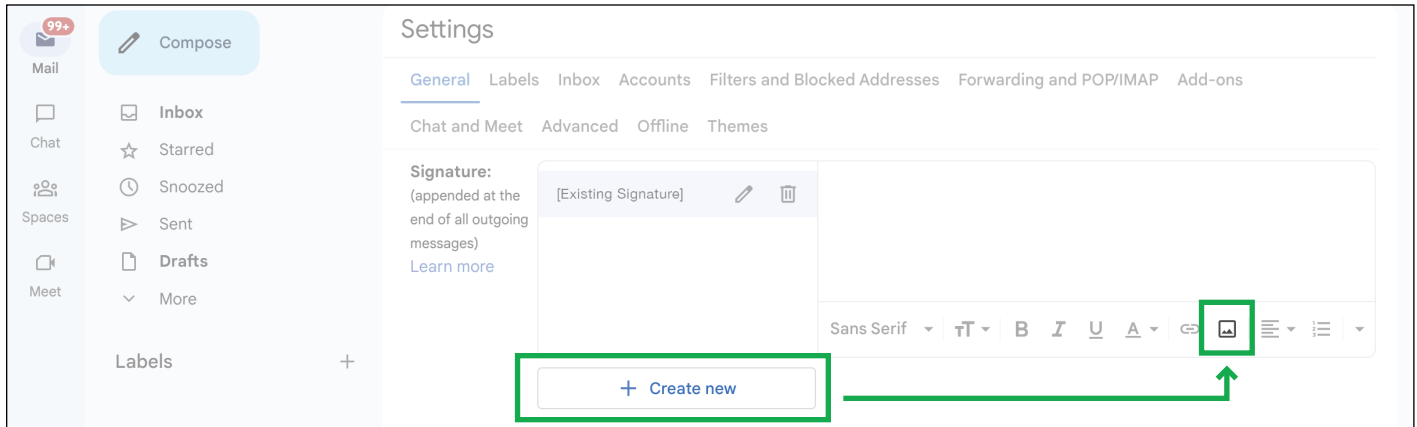 99+
Mail
Chat
Spaces
Meet
Compose
Inbox
Starred
Snoozed
Sent
Drafts
More
Labels +
Settings
General Labels Inbox Accounts Filters and Blocked Addresses Forwarding and POP/IMAP Add-ons
Chat and Meet Advanced Offline Themes
Signature:
(appended at the
end of all outgoing
messages)
Learn more
[Existing Signature]
Sans Serif
B I U A
+ Create new